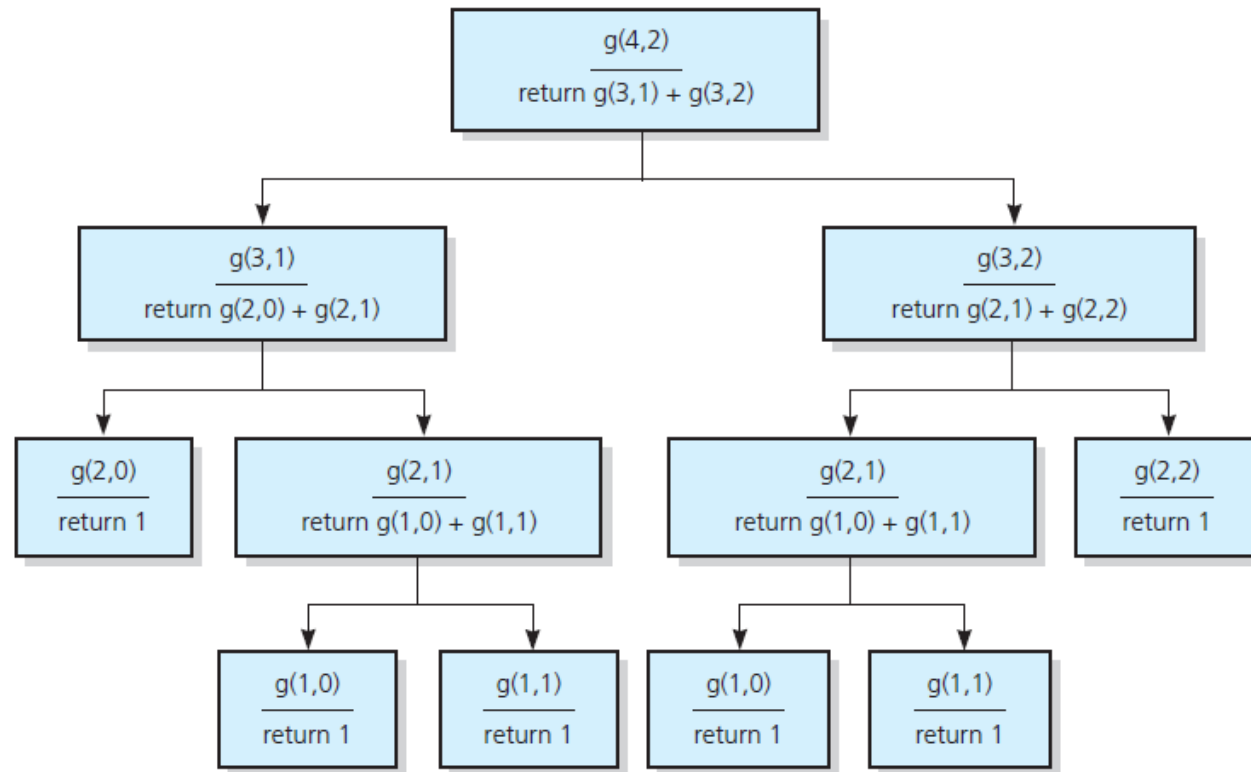 g(4,2)
return g(3,1) + g(3,2)
g(3,1)
return g(2,0) + g(2,1)
g(3,2)
return g(2,1) + g(2,2)
g(2,0)
return 1
g(2,1)
return g(1,0) + g(1,1)
g(2,1)
return g(1,0) + g(1,1)
g(2,2)
return 1
g(1,0)
return 1
g(1,1)
return 1
g(1,0)
return 1
g(1,1)
return 1